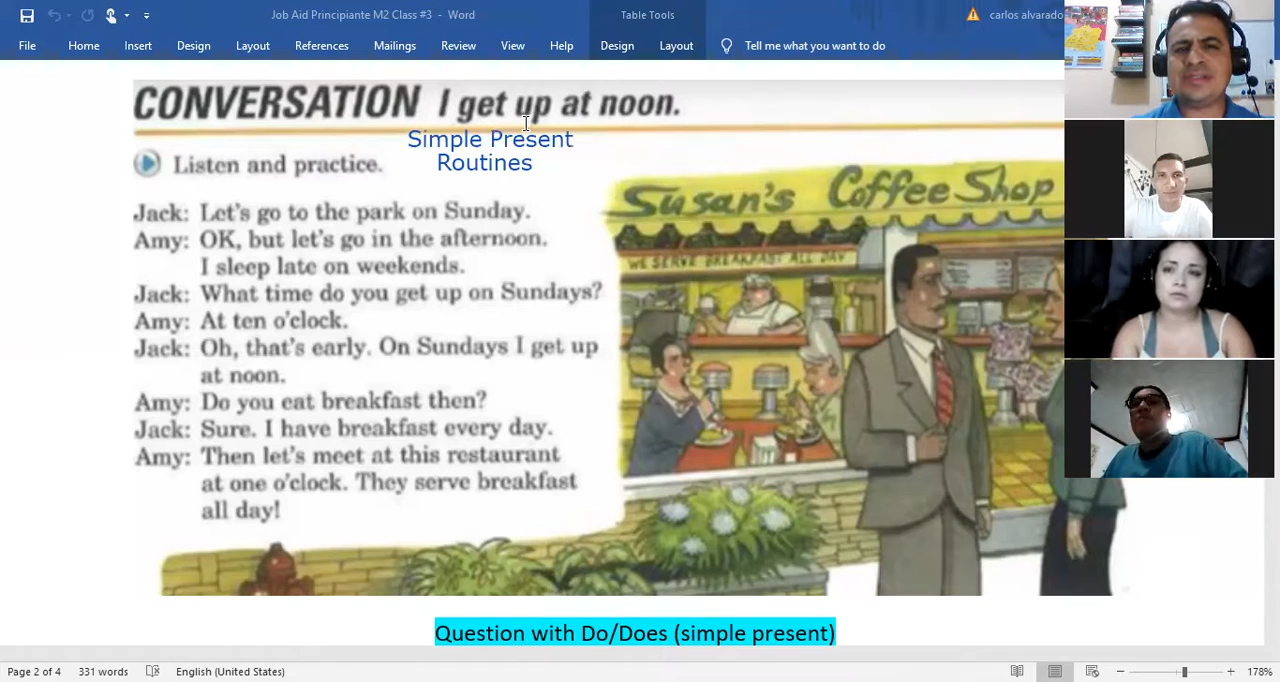 Job Aid Principiante M2 Class #3 - Word
Table Tools
carlos alvarado
File Home Insert Design Layout References Mailings Review View Help Design Layout Tell me what you want to do
CONVERSATION I get up at noon.
Simple Present
Routines
Listen and practice.
Jack: Let's go to the park on Sunday.
Amy: OK, but let's go in the afternoon.
I sleep late on weekends.
Jack: What time do you get up on Sundays?
Amy: At ten o'clock.
Jack: Oh, that's early. On Sundays I get up
at noon.
Amy: Do you eat breakfast then?
Jack: Sure. I have breakfast every day.
Amy: Then let's meet at this restaurant
at one o'clock. They serve breakfast
all day!
Susan's Coffee Shop
WE SERVE BREAKFAST ALL DAY
Question with Do/Does (simple present)
Page 2 of 4 331 words English (United States) 178%